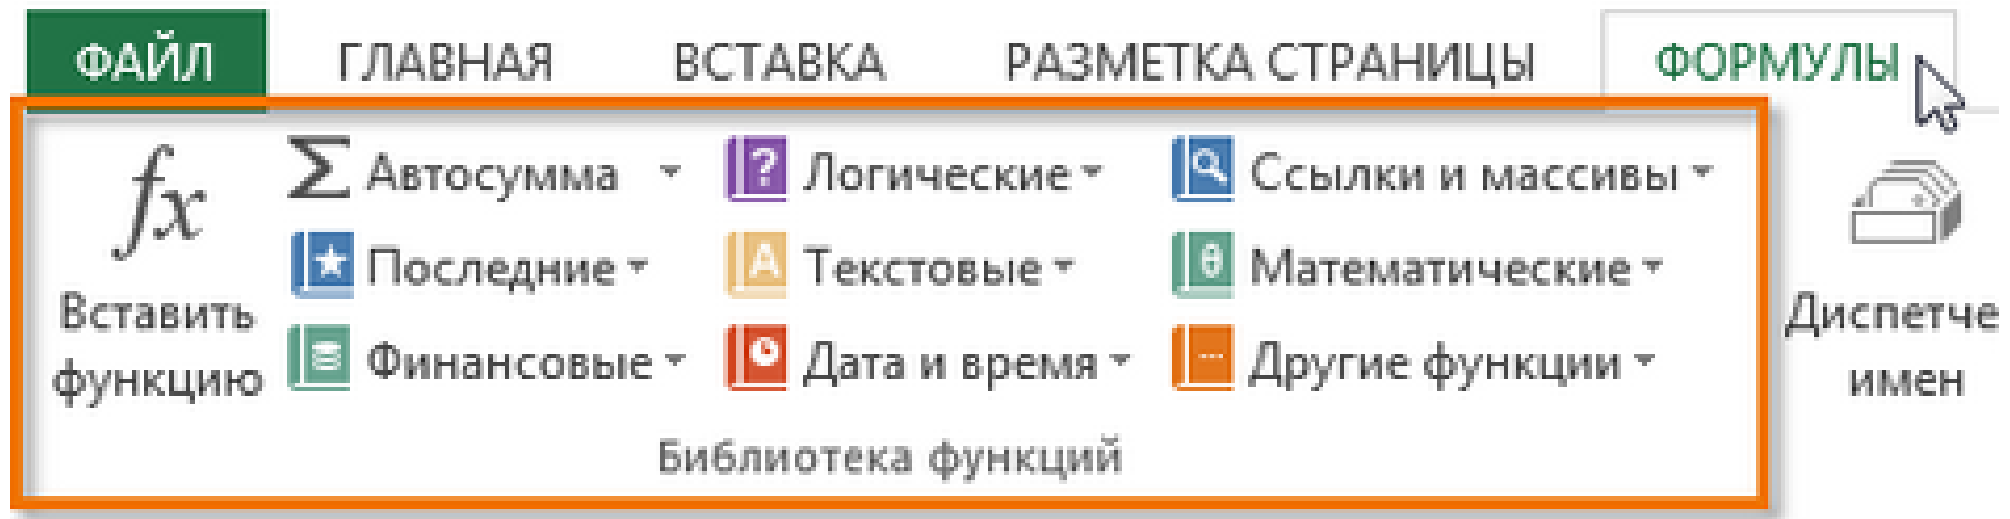 ФАЙЛ ГЛАВНАЯ ВСТАВКА РАЗМЕТКА СТРАНИЦЫ ФОРМУЛЫ
fx
Вставить
функцию
Σ Автосумма
Последние
Финансовые
? Логические
A Текстовые
Дата и время
Ссылки и массивы
θ Математические
Другие функции
Библиотека функций
Диспетче
имен